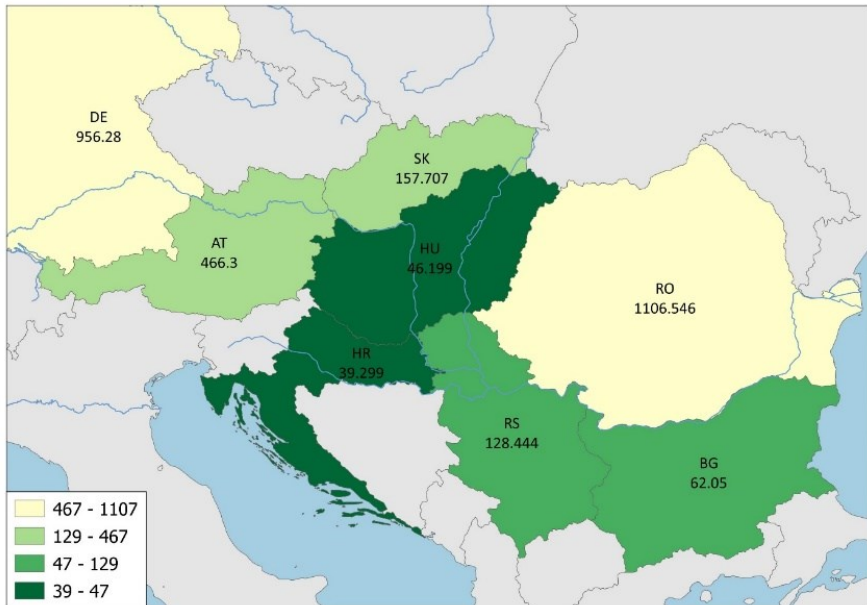 DE
956.28
SK
157.707
AT
466.3
HU
46.199
RO
1106.546
HR
39.299
RS
128.444
BG
62.05
467 - 1107
129 - 467
47 - 129
39 - 47